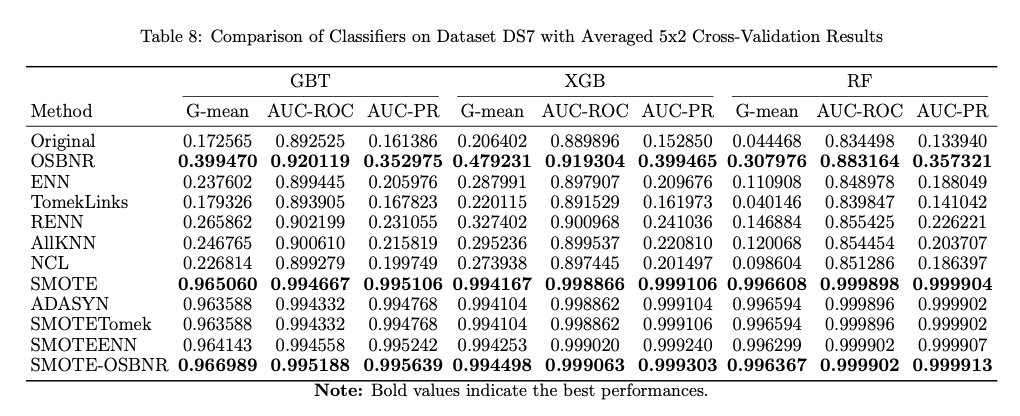 Table 8: Comparison of Classifiers on Dataset DS7 with Averaged 5x2 Cross-Validation Results
GBT XGB RF
Method G-mean AUC-ROC AUC-PR G-mean AUC-ROC AUC-PR G-mean AUC-ROC AUC-PR
Original 0.172565 0.892525 0.161386 0.206402 0.889896 0.152850 0.044468 0.834498 0.133940
OSBNR 0.399470 0.920119 0.352975 0.479231 0.919304 0.399465 0.307976 0.883164 0.357321
ENN 0.237602 0.899445 0.205976 0.287991 0.897907 0.209676 0.110908 0.848978 0.188049
TomekLinks 0.179326 0.893905 0.167823 0.220115 0.891529 0.161973 0.040146 0.839847 0.141042
RENN 0.265862 0.902199 0.231055 0.327402 0.900968 0.241036 0.146884 0.855425 0.226221
AllKNN 0.246765 0.900610 0.215819 0.295236 0.899537 0.220810 0.120068 0.854454 0.203707
NCL 0.226814 0.899279 0.199749 0.273938 0.897445 0.201497 0.098604 0.851286 0.186397
SMOTE 0.965060 0.994667 0.995106 0.994167 0.998866 0.999106 0.996608 0.999898 0.999904
ADASYN 0.963588 0.994332 0.994768 0.994104 0.998862 0.999104 0.996594 0.999896 0.999902
SMOTETomek 0.963588 0.994332 0.994768 0.994104 0.998862 0.999106 0.996594 0.999896 0.999902
SMOTEENN 0.964143 0.994558 0.995242 0.994253 0.999020 0.999240 0.996299 0.999902 0.999907
SMOTE-OSBNR 0.966989 0.995188 0.995639 0.994498 0.999063 0.999303 0.996367 0.999902 0.999913
Note: Bold values indicate the best performances.